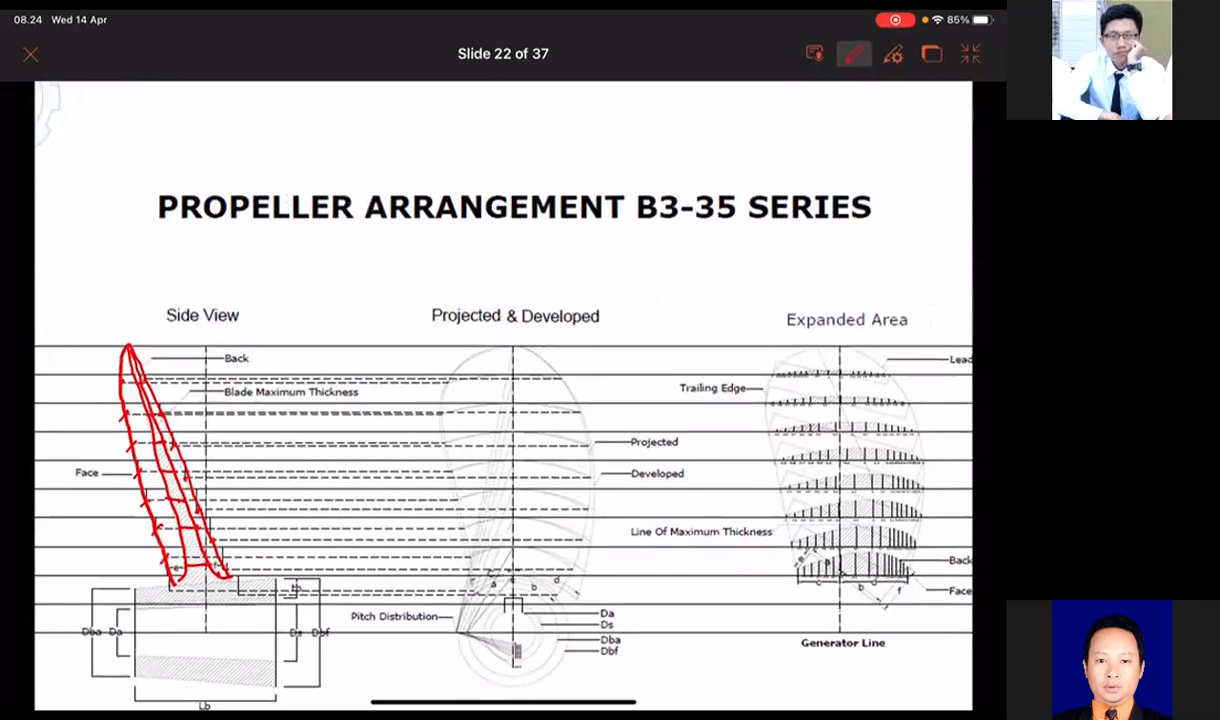 08.24 Wed 14 Apr
85%
Slide 22 of 37
PROPELLER ARRANGEMENT B3-35 SERIES
Side View
Projected & Developed
Expanded Area
Back
Blade Maximum Thickness
Face
Trailing Edge
Lead
Projected
Developed
Line Of Maximum Thickness
Back
Face
Generator Line
Pitch Distribution
Da
Ds
Dba
Dbf
Dba
Da
Ds
Dbf
Lb
a
b
d
b
f